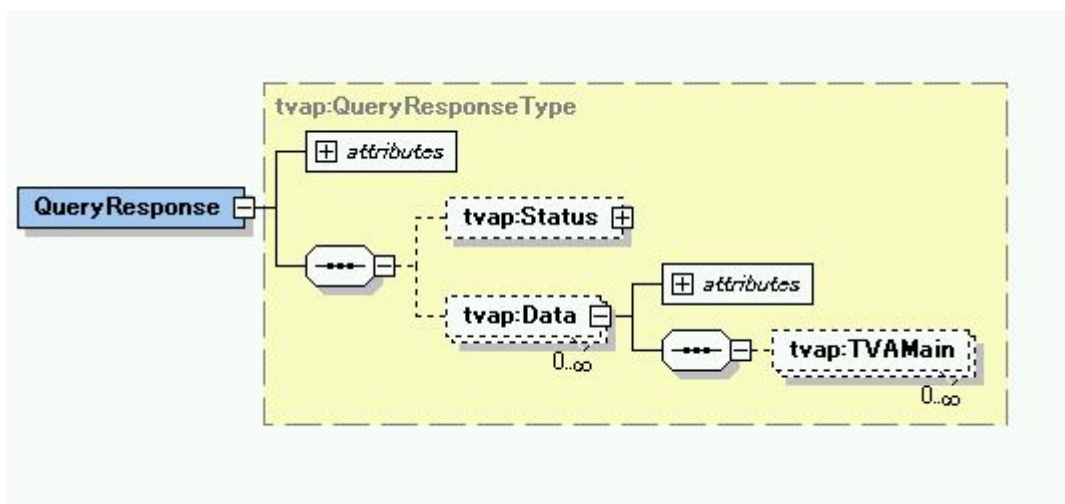 tvap:QueryResponseType
attributes
QueryResponse
tvap:Status
attributes
tvap:Data
0..∞
tvap:TVAMain
0..∞